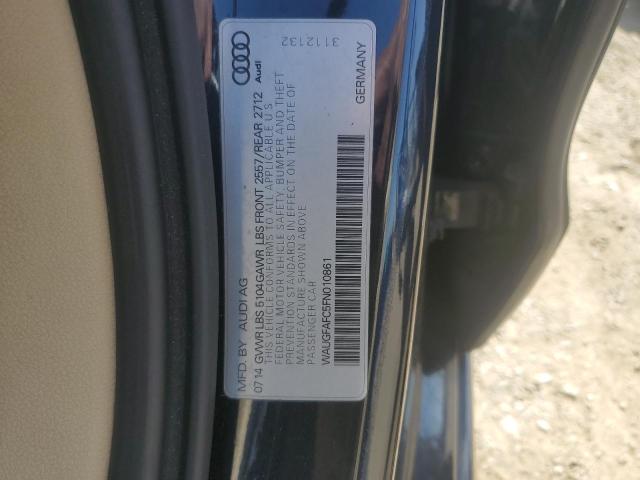 3112132
Audi
MFD. BY AUDI AG
0714 GVWR LBS 5104 GAWR LBS FRONT 2557/REAR 2712
THIS VEHICLE CONFORMS TO ALL APPLICABLE U S
FEDERAL MOTOR VEHICLE SAFETY, BUMPER AND THEFT
PREVENTION STANDARDS IN EFFECT ON THE DATE OF
MANUFACTURE SHOWN ABOVE
PASSENGER CAR
WAUGFAFC5FN010861
GERMANY